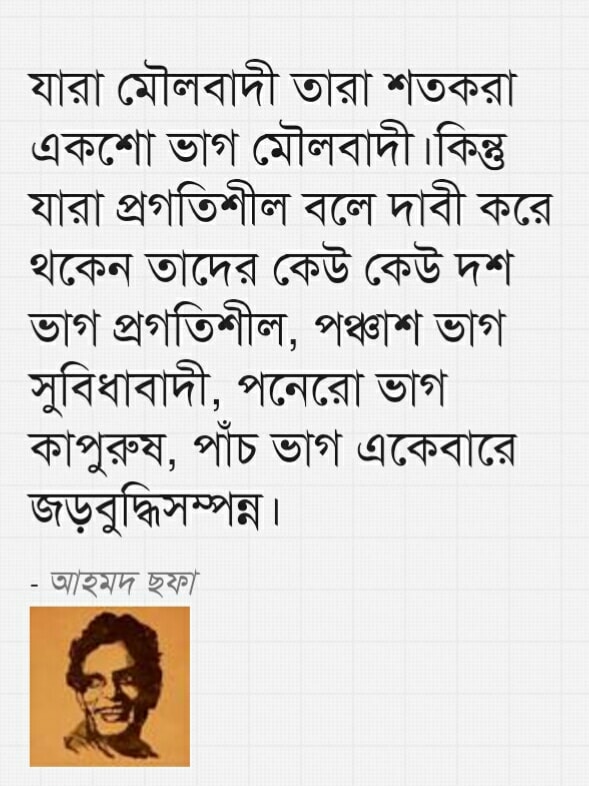 যারা মৌলবাদী তারা শতকরা
একশো ভাগ মৌলবাদী।কিন্তু
যারা প্রগতিশীল বলে দাবী করে
থকেন তাদের কেউ কেউ দশ
ভাগ প্রগতিশীল, পঞ্চাশ ভাগ
সুবিধাবাদী, পনেরো ভাগ
কাপুরুষ, পাঁচ ভাগ একেবারে
জড়বুদ্ধিসম্পন্ন।
- আহমদ ছফা